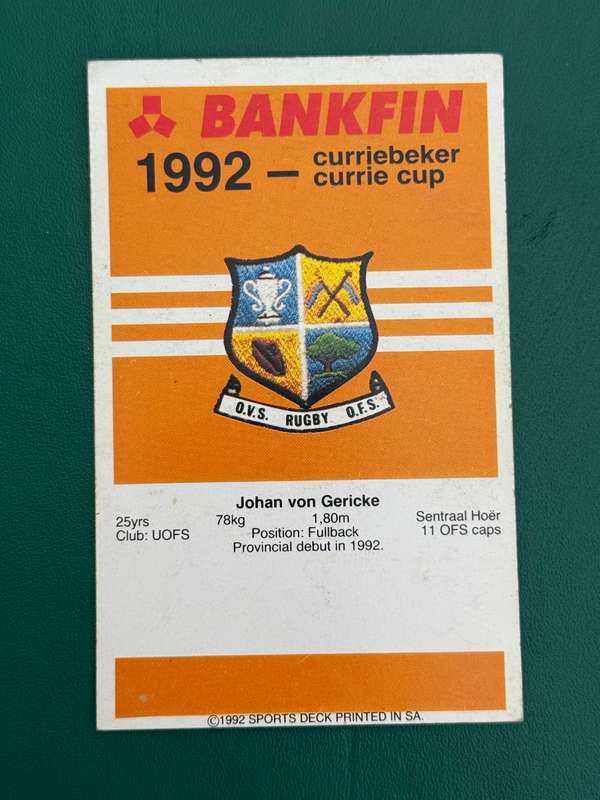 BANKFIN
1992 – curriebeker
currie cup
O.V.S. RUGBY O.F.S.
Johan von Gericke
25yrs 78kg 1,80m Sentraal Hoër
Club: UOFS Position: Fullback 11 OFS caps
Provincial debut in 1992.
©1992 SPORTS DECK PRINTED IN SA.